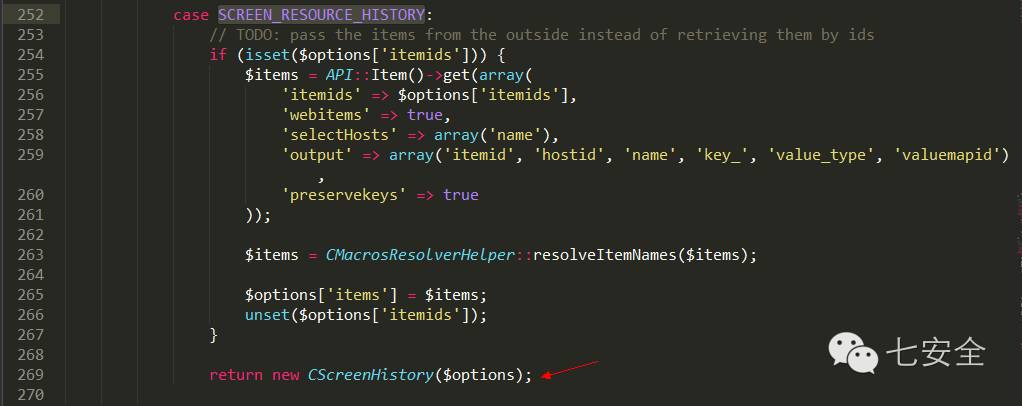 252 case SCREEN_RESOURCE_HISTORY:
253 // TODO: pass the items from the outside instead of retrieving them by ids
254 if (isset($options['itemids'])) {
255 $items = API::Item()->get(array(
256 'itemids' => $options['itemids'],
257 'webitems' => true,
258 'selectHosts' => array('name'),
259 'output' => array('itemid', 'hostid', 'name', 'key_', 'value_type', 'valuemapid')
,
260 'preservekeys' => true
261 ));
262
263 $items = CMacrosResolverHelper::resolveItemNames($items);
264
265 $options['items'] = $items;
266 unset($options['itemids']);
267 }
268
269 return new CScreenHistory($options);
270
七安全